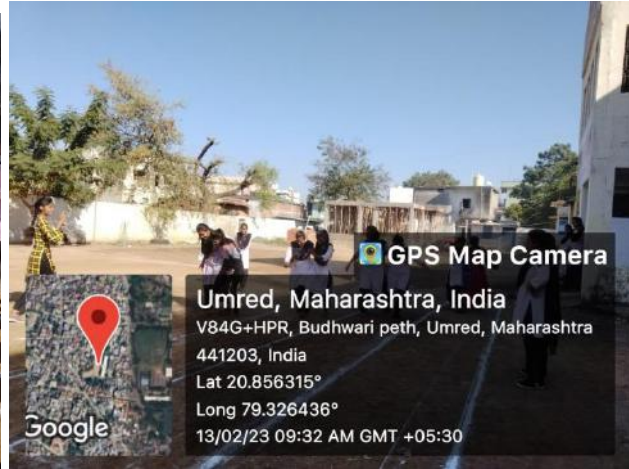 GPS Map Camera
Umred, Maharashtra, India
V84G+HPR, Budhwari peth, Umred, Maharashtra
441203, India
Lat 20.856315°
Long 79.326436°
13/02/23 09:32 AM GMT +05:30
Google